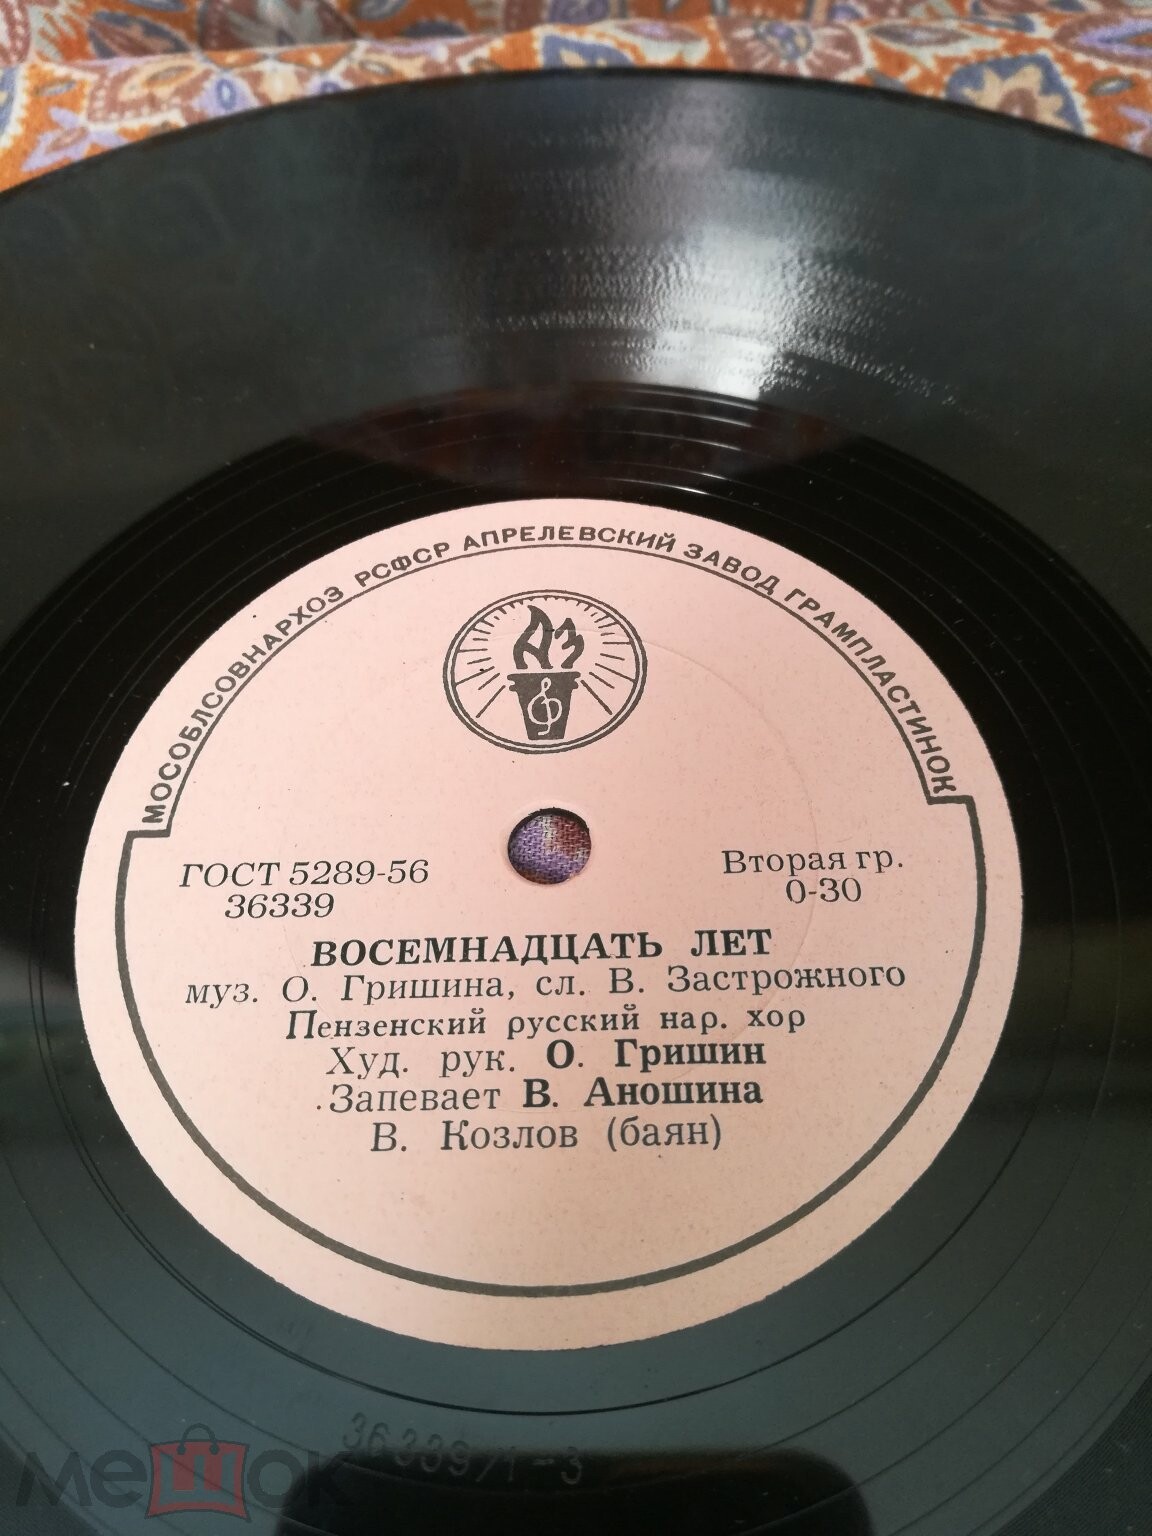 МОСОБЛСОВНАРХОЗ РСФСР АПРЕЛЕВСКИЙ ЗАВОД ГРАМПЛАСТИНОК
АЗ
ГОСТ 5289-56
36339
Вторая гр.
0-30
ВОСЕМНАДЦАТЬ ЛЕТ
муз. О. Гришина, сл. В. Застрожного
Пензенский русский нар. хор
Худ. рук. О. Гришин
Запевает В. Аношина
В. Козлов (баян)
36339/1-3
мешок